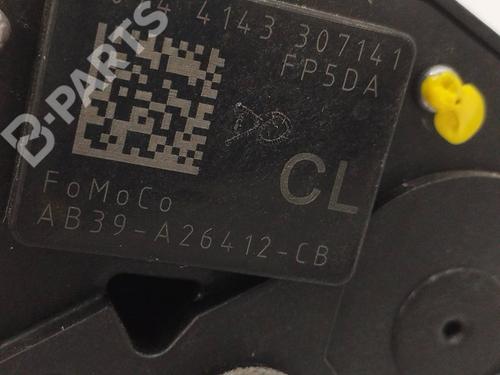 4143 307141
FP5DA
CL
FoMoCo
AB39-A26412-CB
B-PARTS